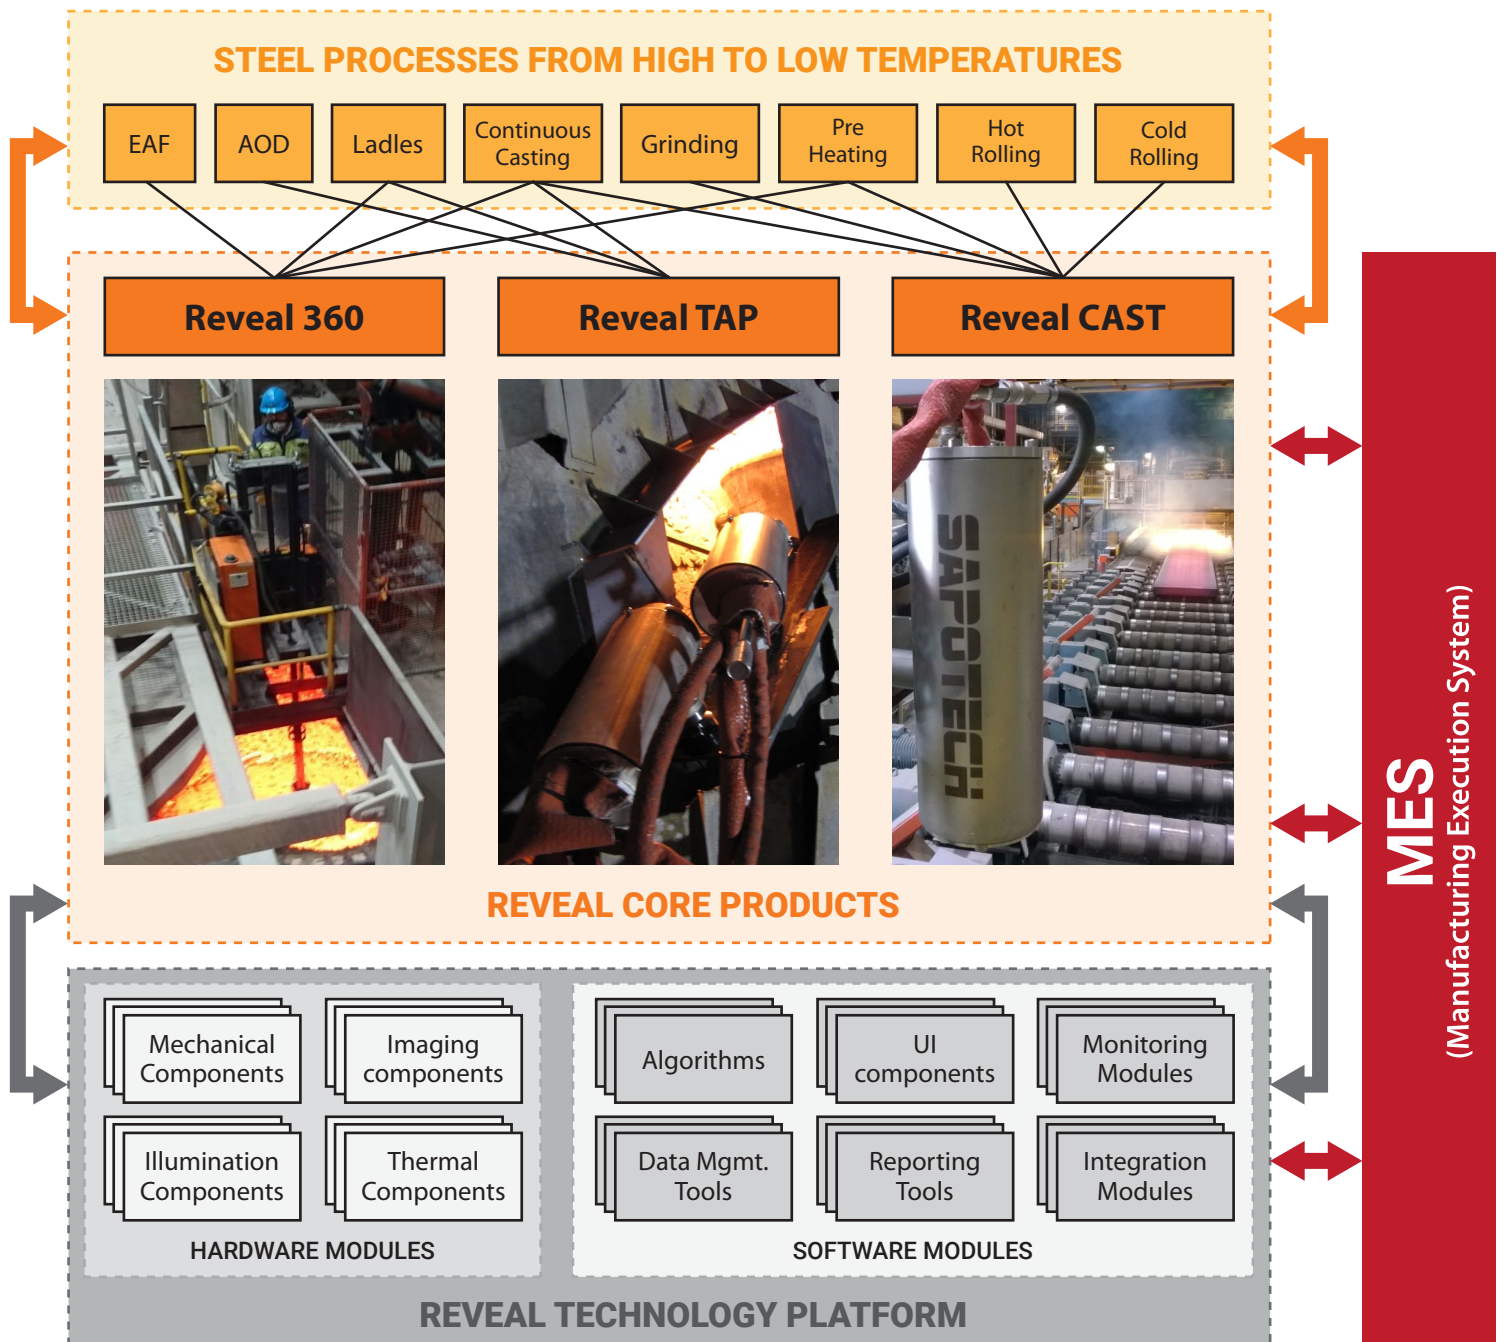 STEEL PROCESSES FROM HIGH TO LOW TEMPERATURES
EAF
AOD
Ladles
Continuous
Casting
Grinding
Pre
Heating
Hot
Rolling
Cold
Rolling
Reveal 360
Reveal TAP
Reveal CAST
SAPOTECH
REVEAL CORE PRODUCTS
MES
(Manufacturing Execution System)
Mechanical
Components
Imaging
components
Illumination
Components
Thermal
Components
HARDWARE MODULES
Algorithms
UI
components
Monitoring
Modules
Data Mgmt.
Tools
Reporting
Tools
Integration
Modules
SOFTWARE MODULES
REVEAL TECHNOLOGY PLATFORM